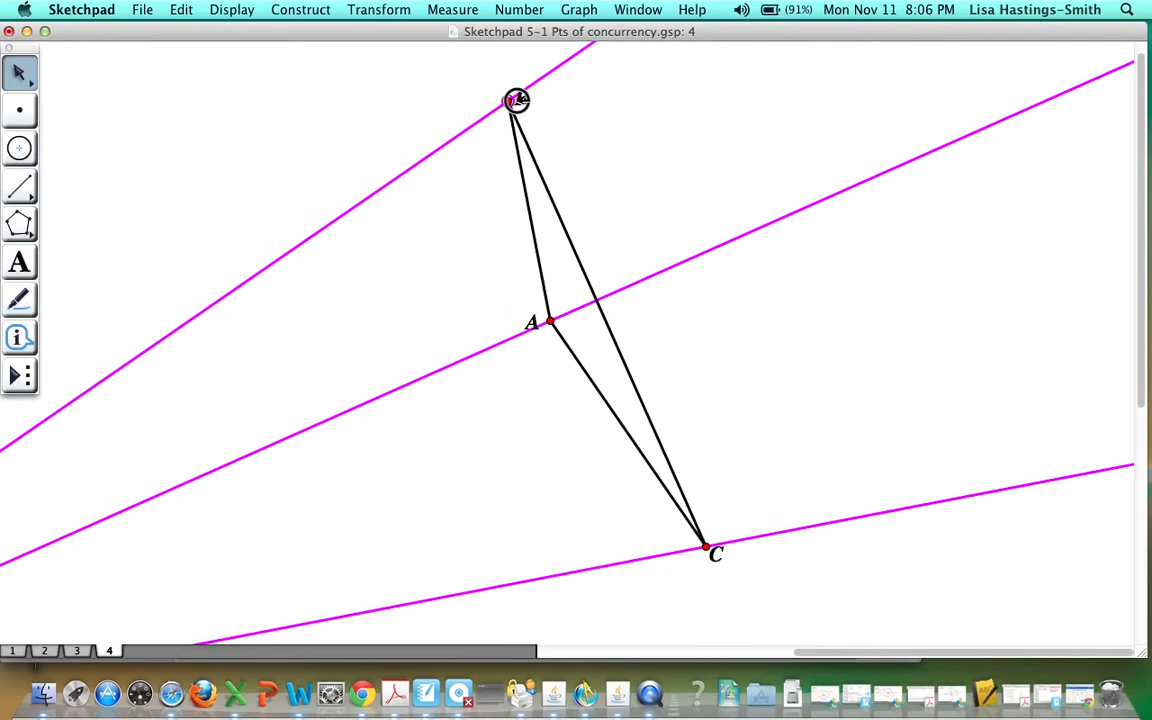 Sketchpad File Edit Display Construct Transform Measure Number Graph Window Help (91%) Mon Nov 11 8:06 PM Lisa Hastings-Smith
Sketchpad 5-1 Pts of concurrency.gsp: 4
A
A
C
1 2 3 4